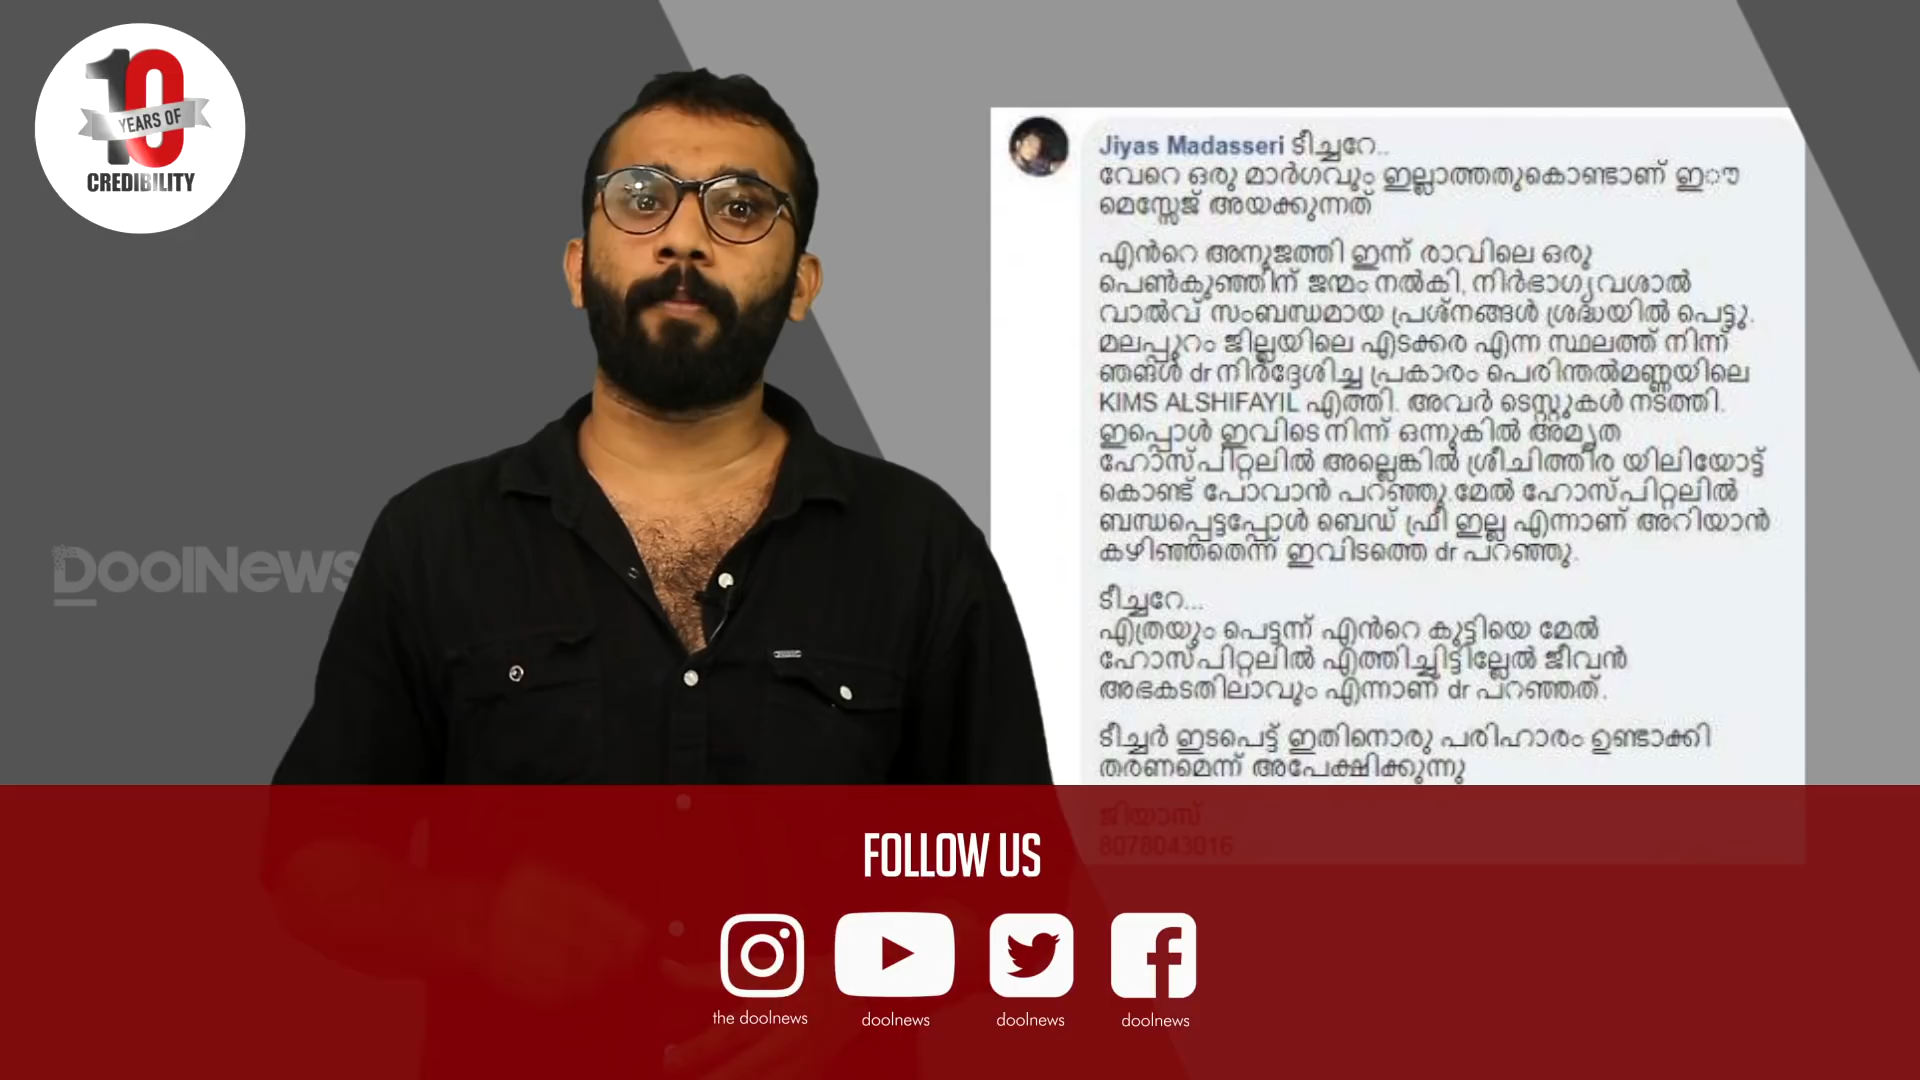 10
YEARS OF
CREDIBILITY
DoolNews
Jiyas Madasseri ടീച്ചറേ..
വേറെ ഒരു മാർഗവും ഇല്ലാത്തതുകൊണ്ടാണ് ഇൗ
മെസ്സേജ് അയക്കുന്നത്
എൻറെ അനുജത്തി ഇന്ന് രാവിലെ ഒരു
പെൺകുഞ്ഞിന് ജന്മം നൽകി, നിർഭാഗ്യവശാൽ
വാൽവ് സംബന്ധമായ പ്രശ്നങ്ങൾ ശ്രദ്ധയിൽ പെട്ടു.
മലപ്പുറം ജില്ലയിലെ എടക്കര എന്ന സ്ഥലത്ത് നിന്ന്
ഞങൾ dr നിർദ്ദേശിച്ച പ്രകാരം പെരിന്തൽമണ്ണയിലെ
KIMS ALSHIFAYIL എത്തി. അവർ ടെസ്റ്റുകൾ നടത്തി.
ഇപ്പൊൾ ഇവിടെ നിന്ന് ഒന്നുകിൽ അമൃത
ഹോസ്പിറ്റലിൽ അല്ലെങ്കിൽ ശ്രീചിത്തിര യിലിയോട്ട്
കൊണ്ട് പോവാൻ പറഞ്ഞു.മേൽ ഹോസ്പിറ്റലിൽ
ബന്ധപ്പെട്ടപ്പോൾ ബെഡ് ഫ്രീ ഇല്ല എന്നാണ് അറിയാൻ
കഴിഞ്ഞതെന്ന് ഇവിടത്തെ dr പറഞ്ഞു.
ടീച്ചറേ...
എത്രയും പെട്ടന്ന് എൻറെ കുട്ടിയെ മേൽ
ഹോസ്പിറ്റലിൽ എത്തിച്ചിട്ടില്ലേൽ ജീവൻ
അഭകടതിലാവും എന്നാണ് dr പറഞ്ഞത്.
ടീച്ചർ ഇടപെട്ട് ഇതിനൊരു പരിഹാരം ഉണ്ടാക്കി
തരണമെന്ന് അപേക്ഷിക്കുന്നു
ജിയാസ്
8078043016
FOLLOW US
the doolnews
doolnews
doolnews
doolnews